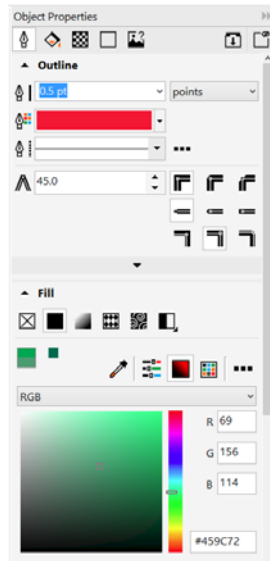 Object Properties
Outline
0.5 pt
points
45.0
Fill
RGB
R 69
G 156
B 114
#459C72